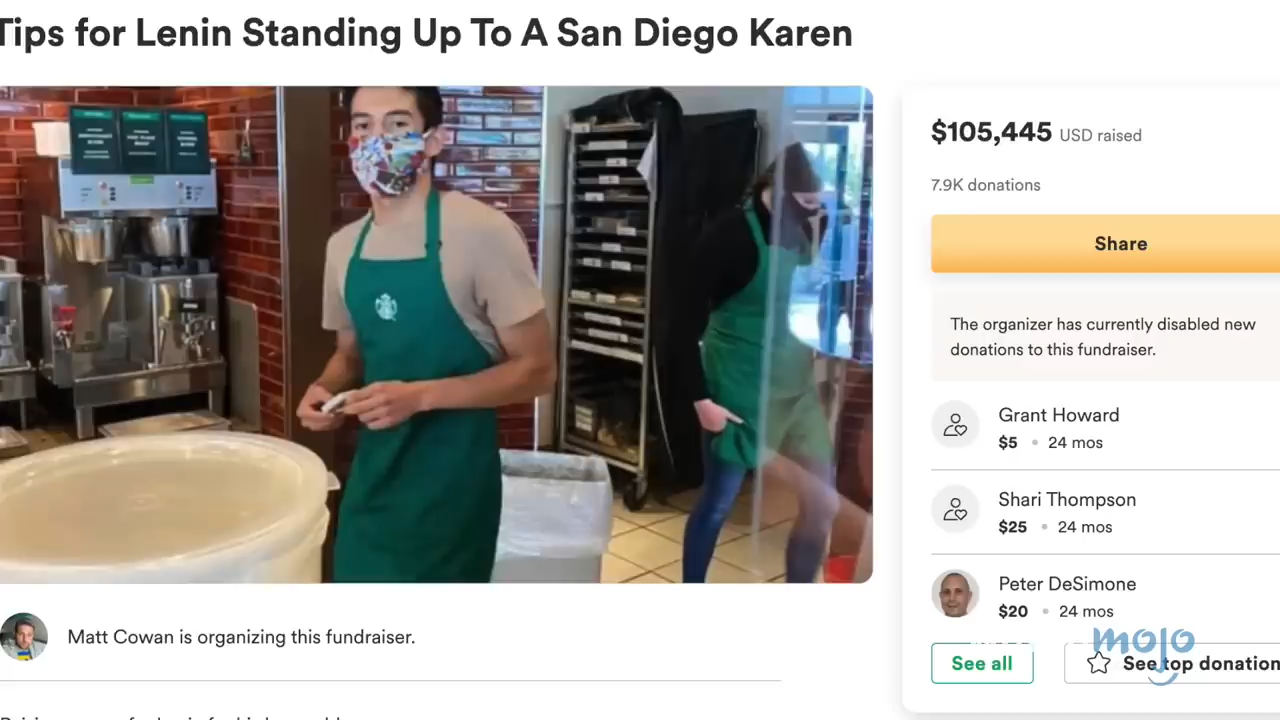 Tips for Lenin Standing Up To A San Diego Karen
$105,445 USD raised
7.9K donations
Share
The organizer has currently disabled new
donations to this fundraiser.
Grant Howard
$5 • 24 mos
Shari Thompson
$25 • 24 mos
Peter DeSimone
$20 • 24 mos
See all
See top donation
mojo
Matt Cowan is organizing this fundraiser.